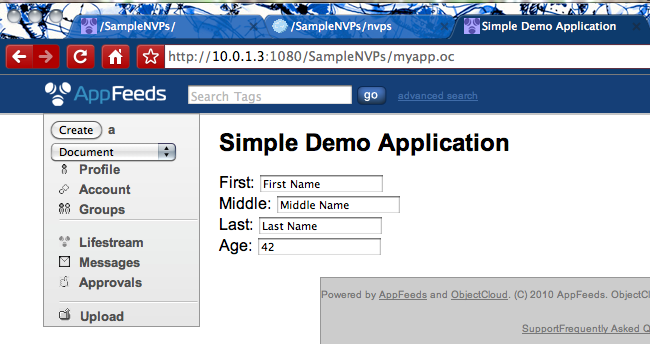 /SampleNVPs/
/SampleNVPs/nvps
Simple Demo Application
http://10.0.1.3:1080/SampleNVPs/myapp.oc
AppFeeds
Search Tags
go
advanced search
Create a
Document
Profile
Account
Groups
Lifestream
Messages
Approvals
Upload
Simple Demo Application
First: First Name
Middle: Middle Name
Last: Last Name
Age: 42
Powered by AppFeeds and ObjectCloud. (C) 2010 AppFeeds. ObjectCl
SupportFrequently Asked Q